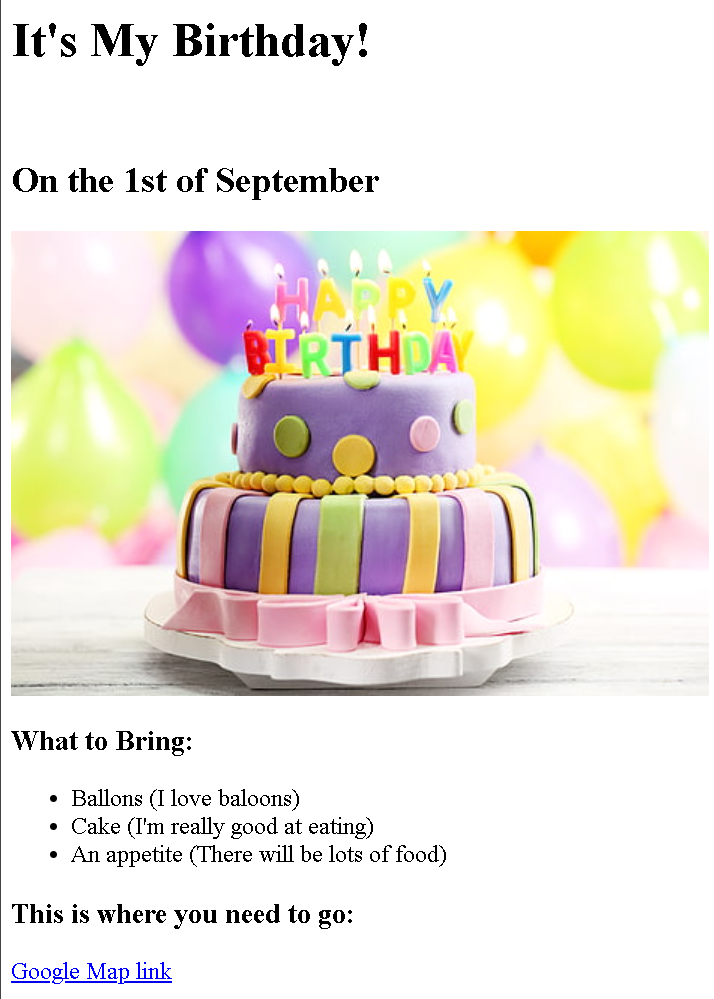 It's My Birthday!
On the 1st of September
HAPPY
BIRTHDAY
What to Bring:
Ballons (I love baloons)
Cake (I'm really good at eating)
An appetite (There will be lots of food)
This is where you need to go:
Google Map link